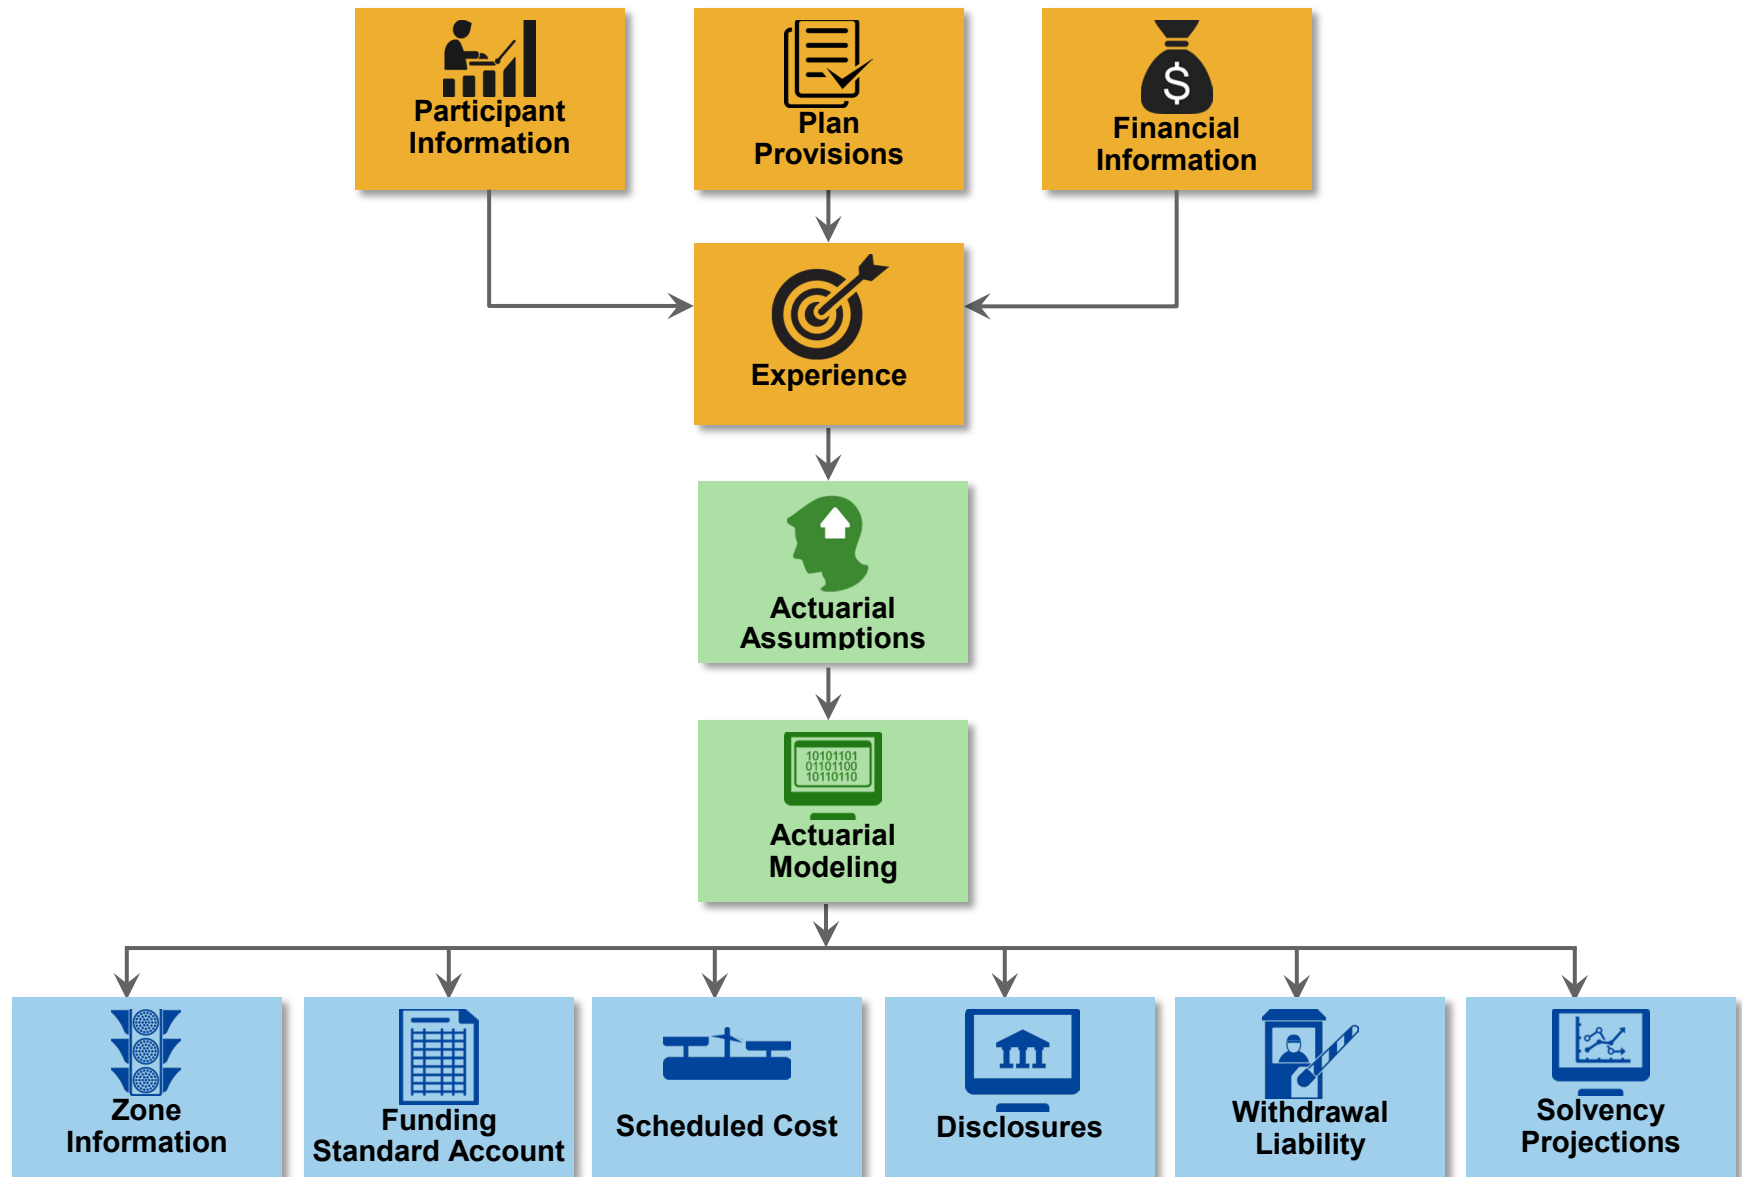 Participant
Information
Plan
Provisions
$
Financial
Information
Experience
Actuarial
Assumptions
10101101
01101100
10110110
Actuarial
Modeling
Zone
Information
Funding
Standard Account
Scheduled Cost
Disclosures
Withdrawal
Liability
Solvency
Projections